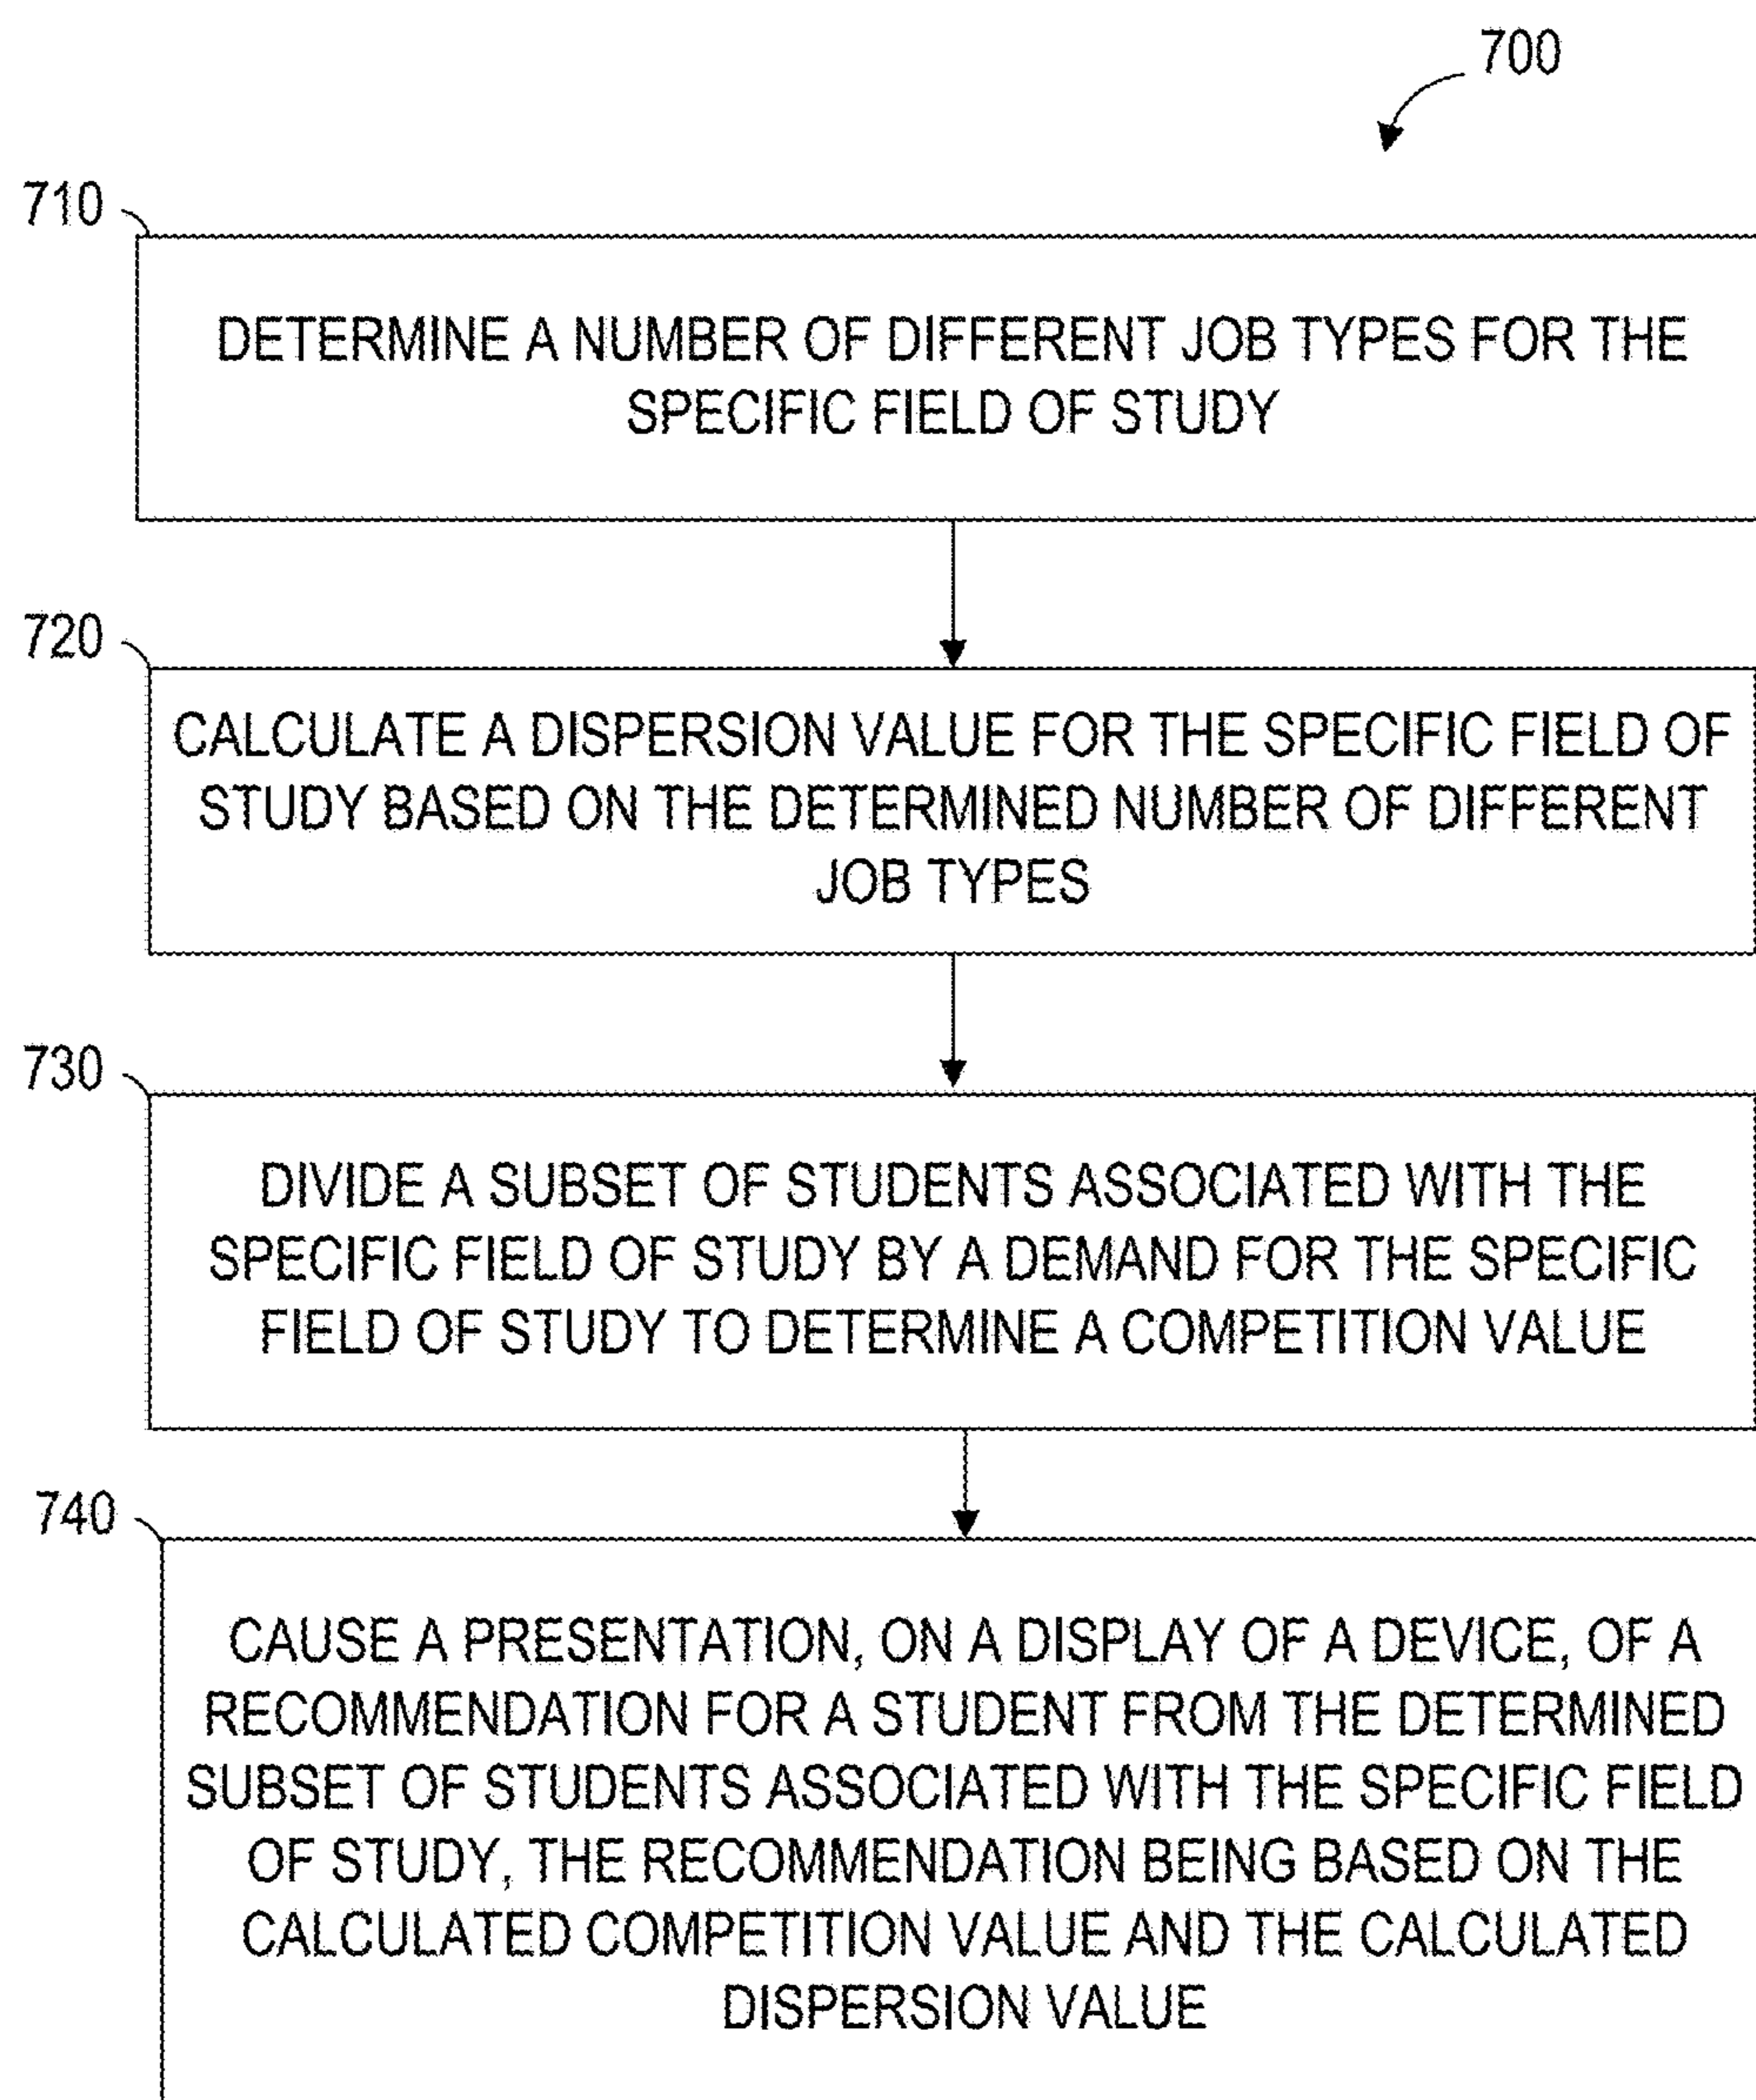 700
710
DETERMINE A NUMBER OF DIFFERENT JOB TYPES FOR THE
SPECIFIC FIELD OF STUDY
720
CALCULATE A DISPERSION VALUE FOR THE SPECIFIC FIELD OF
STUDY BASED ON THE DETERMINED NUMBER OF DIFFERENT
JOB TYPES
730
DIVIDE A SUBSET OF STUDENTS ASSOCIATED WITH THE
SPECIFIC FIELD OF STUDY BY A DEMAND FOR THE SPECIFIC
FIELD OF STUDY TO DETERMINE A COMPETITION VALUE
740
CAUSE A PRESENTATION, ON A DISPLAY OF A DEVICE, OF A
RECOMMENDATION FOR A STUDENT FROM THE DETERMINED
SUBSET OF STUDENTS ASSOCIATED WITH THE SPECIFIC FIELD
OF STUDY, THE RECOMMENDATION BEING BASED ON THE
CALCULATED COMPETITION VALUE AND THE CALCULATED
DISPERSION VALUE